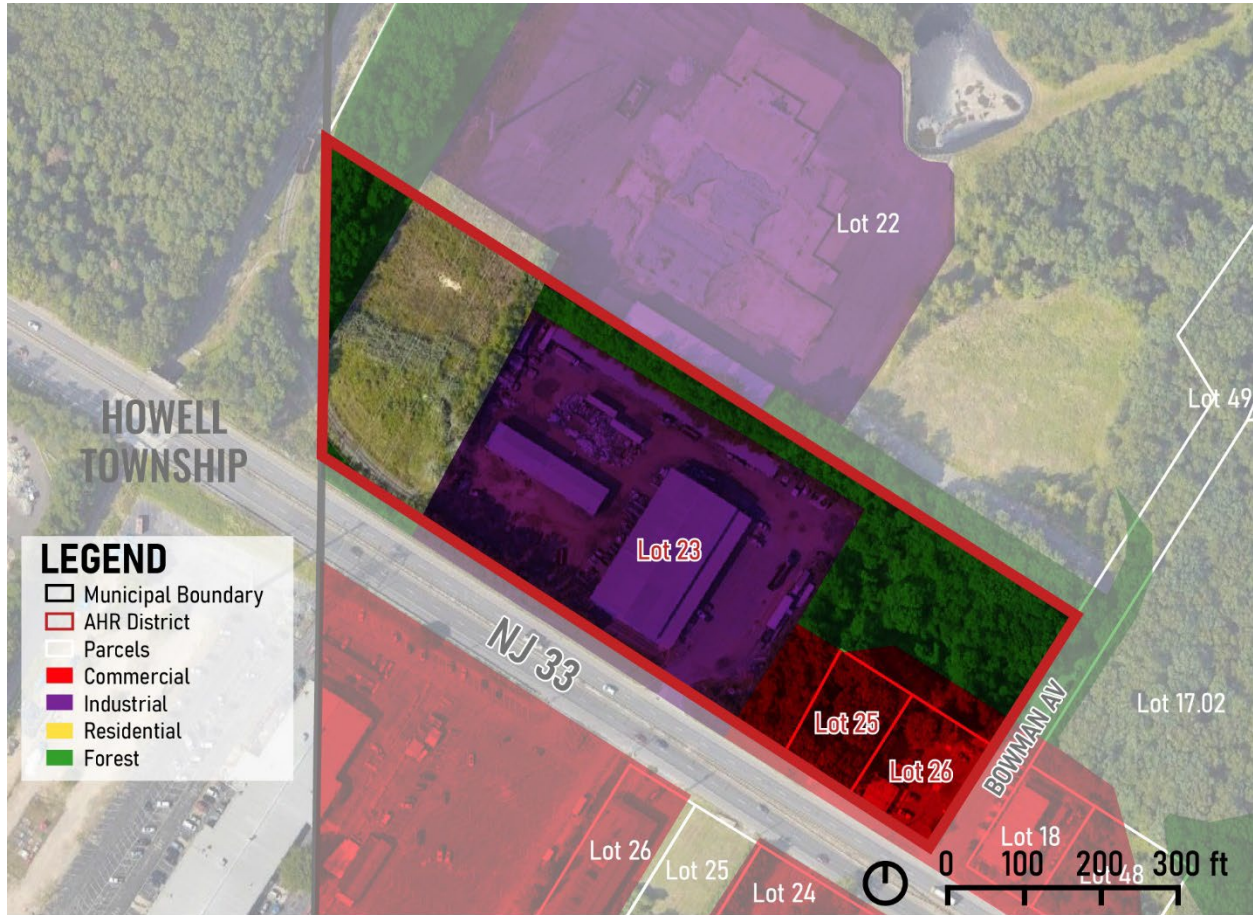 Lot 22
Lot 49
HOWELL
TOWNSHIP
LEGEND
Municipal Boundary
AHR District
Parcels
Commercial
Industrial
Residential
Forest
Lot 23
NJ 33
Lot 25
Lot 26
BOWMAN AV
Lot 17.02
Lot 26
Lot 25
Lot 24
Lot 18
Lot 48
0 100 200 300 ft